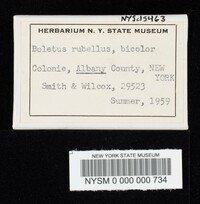 NYSd5463
HERBARIUM N. Y. STATE MUSEUM
Boletus rubellus, bicolor
Colonie, Albany County, NEW YORK
Smith & Wilcox, 29523
Summer, 1959
NEW YORK STATE MUSEUM
NYSM 0 000 000 734